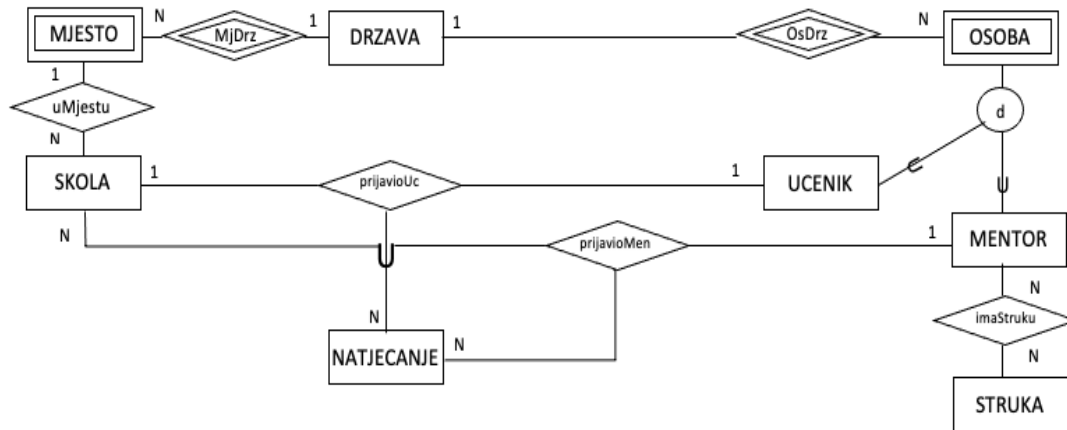 MJESTO
N
MjDrz
1
DRZAVA
1
OsDrz
N
OSOBA
1
uMjestu
N
d
SKOLA
1
prijavioUc
1
UCENIK
N
prijavioMen
1
MENTOR
N
imaStruku
N
N
N
NATJECANJE
STRUKA